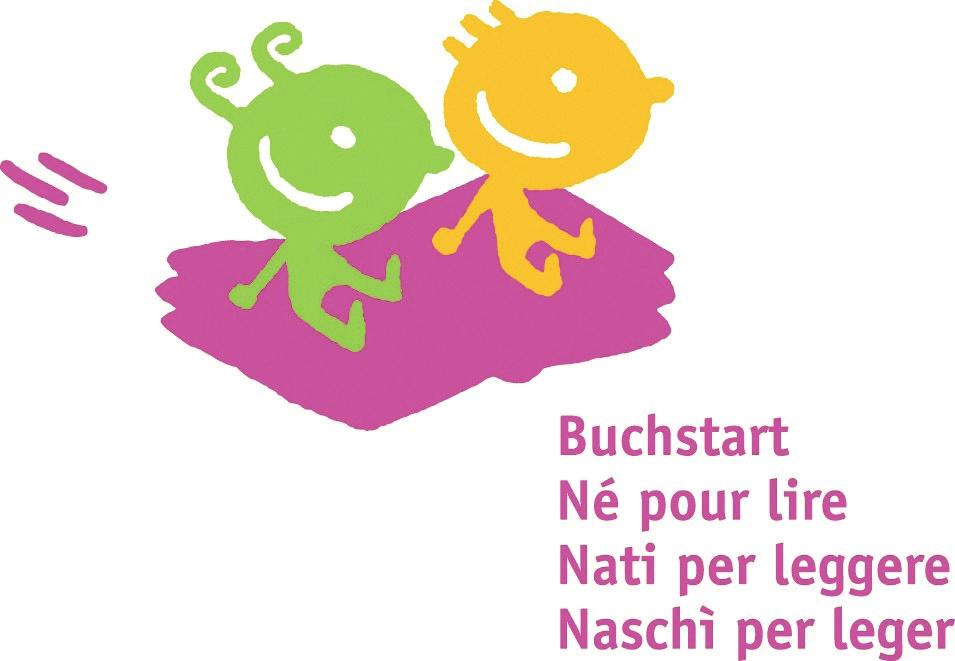 Buchstart
Né pour lire
Nati per leggere
Naschì per leger